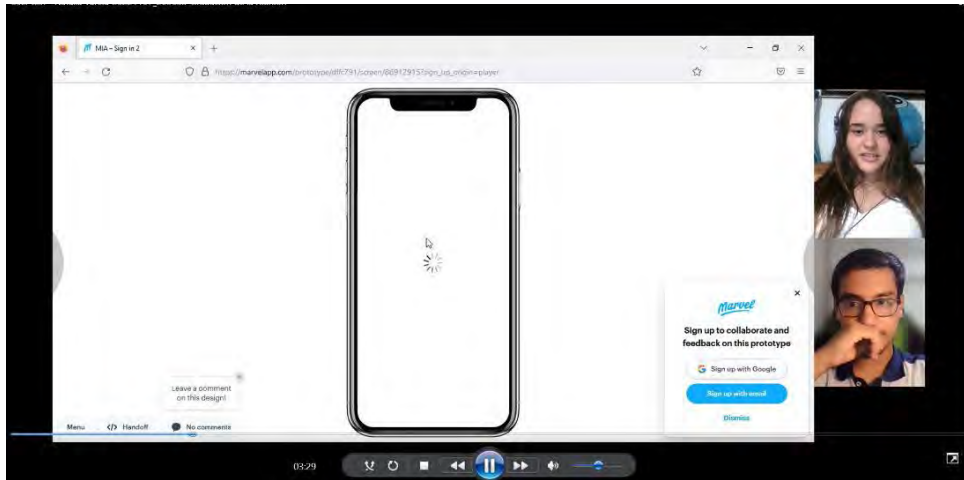 MIA – Sign in 2
Marvel
Sign up to collaborate and
feedback on this prototype
Sign up with Google
Sign up with email
Dismiss
Leave a comment
on this design!
Menu
</> Handoff
No comments
03:29